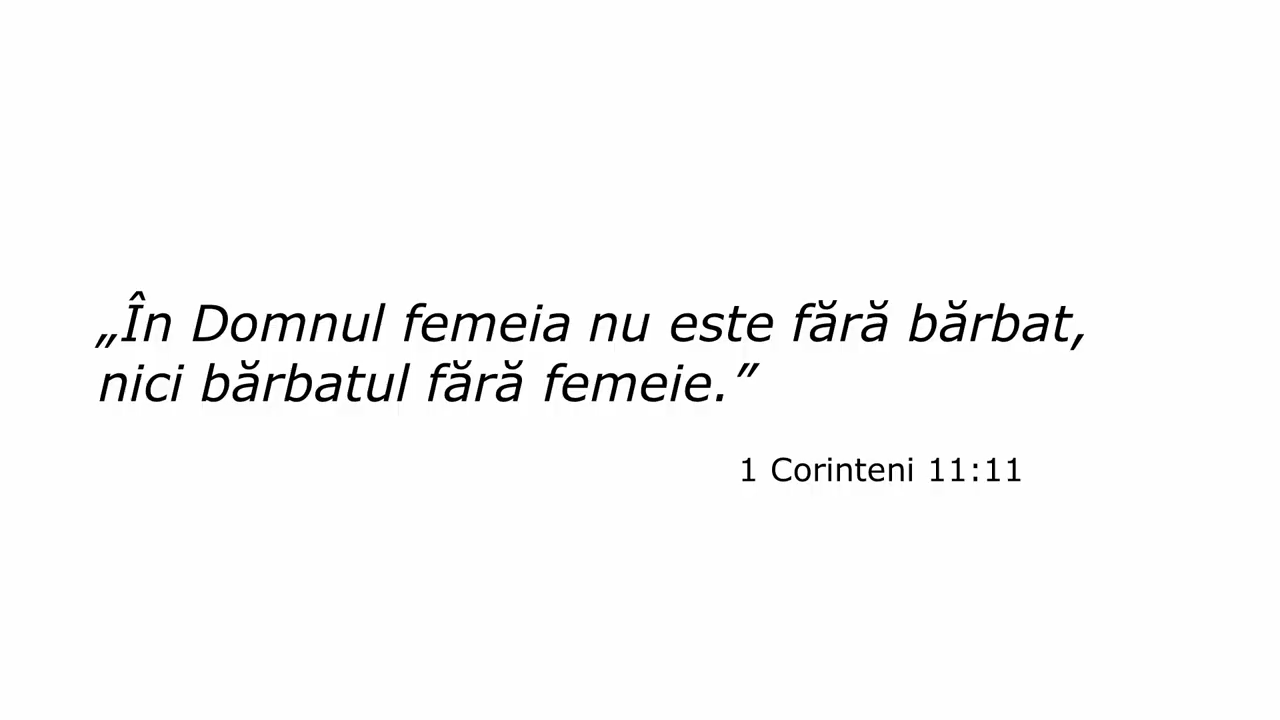 „În Domnul femeia nu este fără bărbat,
nici bărbatul fără femeie.”
1 Corinteni 11:11